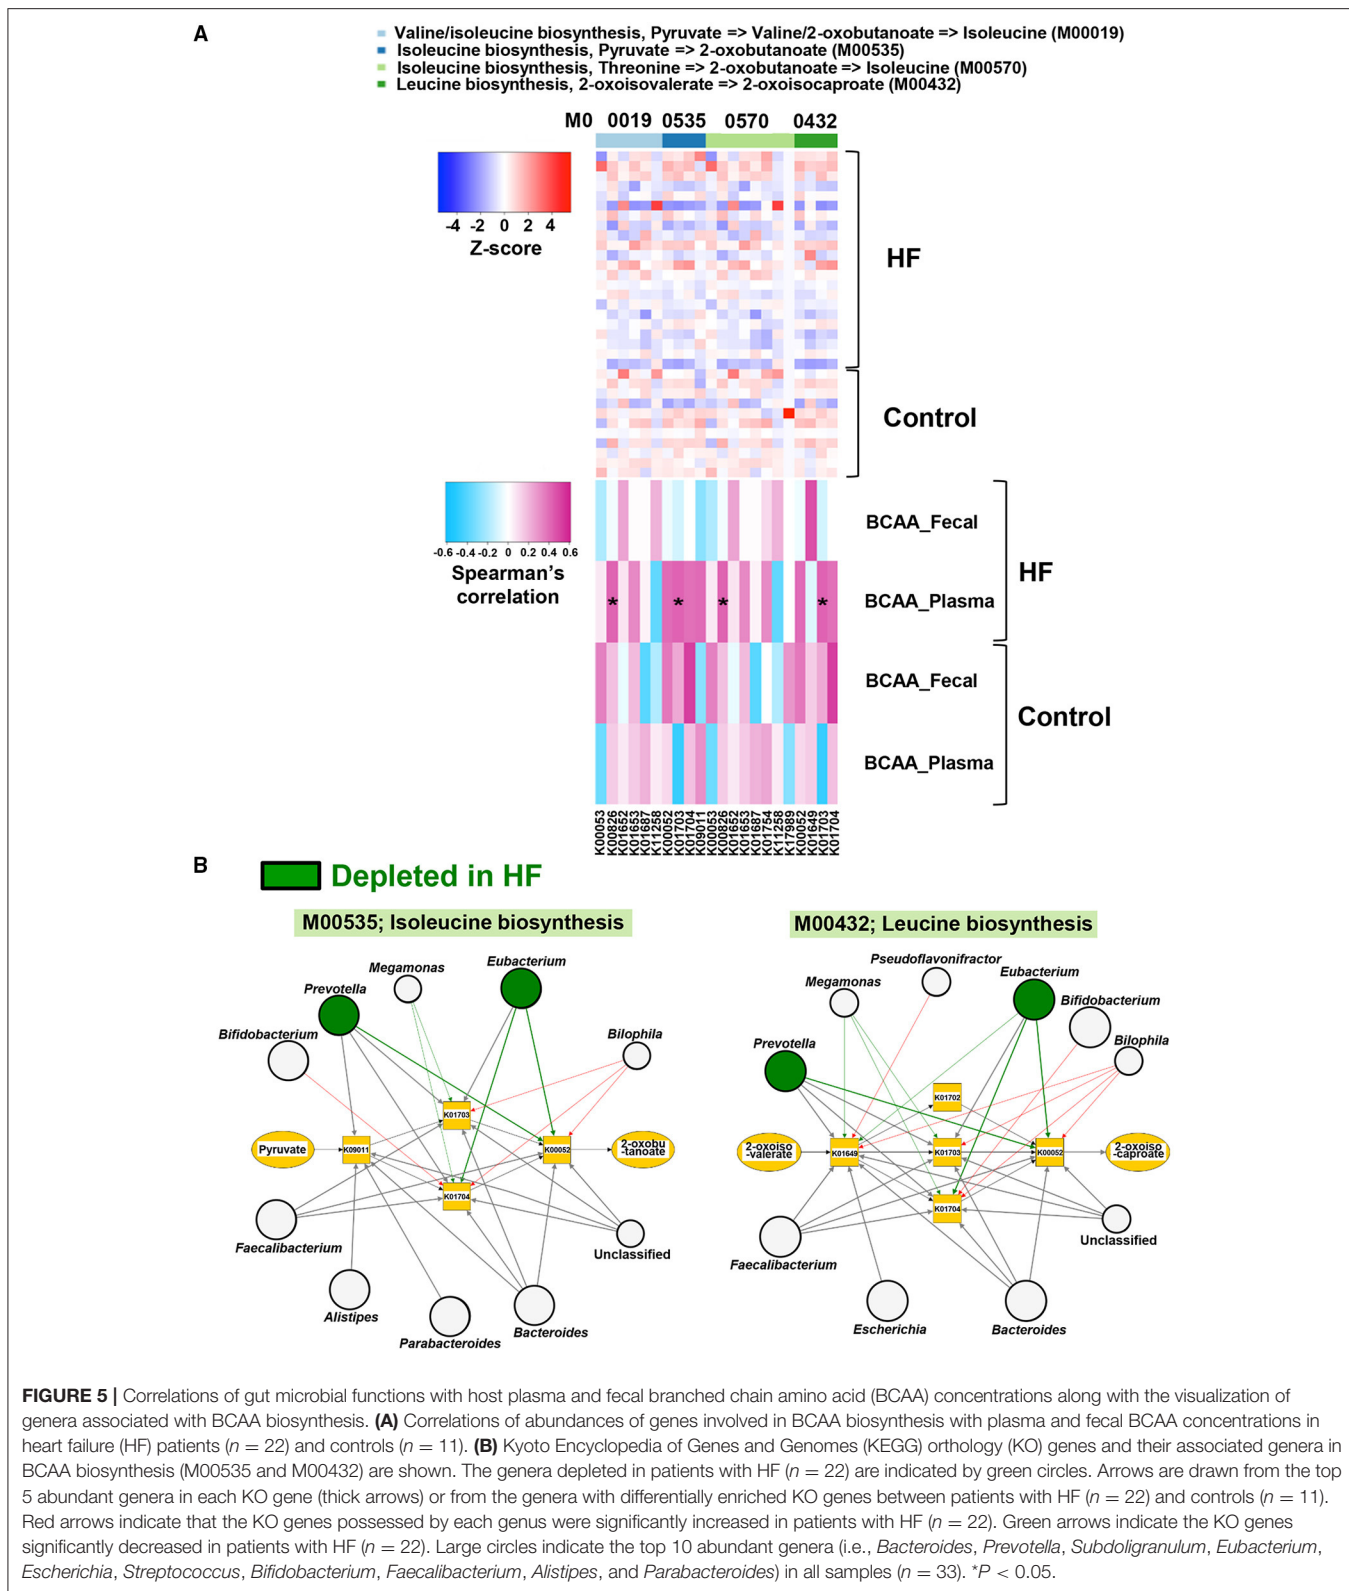 A
Valine/isoleucine biosynthesis, Pyruvate => Valine/2-oxobutanoate => Isoleucine (M00019)
Isoleucine biosynthesis, Pyruvate => 2-oxobutanoate (M00535)
Isoleucine biosynthesis, Threonine => 2-oxobutanoate => Isoleucine (M00570)
Leucine biosynthesis, 2-oxoisovalerate => 2-oxoisocaproate (M00432)
M0 0019 0535 0570 0432
-4 -2 0 2 4
Z-score
HF
Control
-0.6 -0.4 -0.2 0 0.2 0.4 0.6
Spearman's
correlation
BCAA_Fecal
BCAA_Plasma
HF
* * * *
BCAA_Fecal
BCAA_Plasma
Control
K00053
K00826
K01652
K01653
K01687
K11258
K00052
K01703
K01704
K09011
K00053
K00826
K01652
K01653
K01687
K01754
K11258
K17989
K00052
K01649
K01703
K01704
B
Depleted in HF
M00535; Isoleucine biosynthesis
Megamonas
Eubacterium
Prevotella
Bifidobacterium
Bilophila
K01703
Pyruvate
K09011
K00052
2-oxobu
-tanoate
K01704
Faecalibacterium
Unclassified
Alistipes
Parabacteroides
Bacteroides
M00432; Leucine biosynthesis
Pseudoflavonifractor
Megamonas
Eubacterium
Bifidobacterium
Bilophila
Prevotella
K01702
2-oxoiso
-valerate
K01649
K01703
K00052
2-oxoiso
-caproate
K01704
Faecalibacterium
Unclassified
Escherichia
Bacteroides
FIGURE 5 | Correlations of gut microbial functions with host plasma and fecal branched chain amino acid (BCAA) concentrations along with the visualization of
genera associated with BCAA biosynthesis. (A) Correlations of abundances of genes involved in BCAA biosynthesis with plasma and fecal BCAA concentrations in
heart failure (HF) patients (n = 22) and controls (n = 11). (B) Kyoto Encyclopedia of Genes and Genomes (KEGG) orthology (KO) genes and their associated genera in
BCAA biosynthesis (M00535 and M00432) are shown. The genera depleted in patients with HF (n = 22) are indicated by green circles. Arrows are drawn from the top
5 abundant genera in each KO gene (thick arrows) or from the genera with differentially enriched KO genes between patients with HF (n = 22) and controls (n = 11).
Red arrows indicate that the KO genes possessed by each genus were significantly increased in patients with HF (n = 22). Green arrows indicate the KO genes
significantly decreased in patients with HF (n = 22). Large circles indicate the top 10 abundant genera (i.e., Bacteroides, Prevotella, Subdoligranulum, Eubacterium,
Escherichia, Streptococcus, Bifidobacterium, Faecalibacterium, Alistipes, and Parabacteroides) in all samples (n = 33). *P < 0.05.